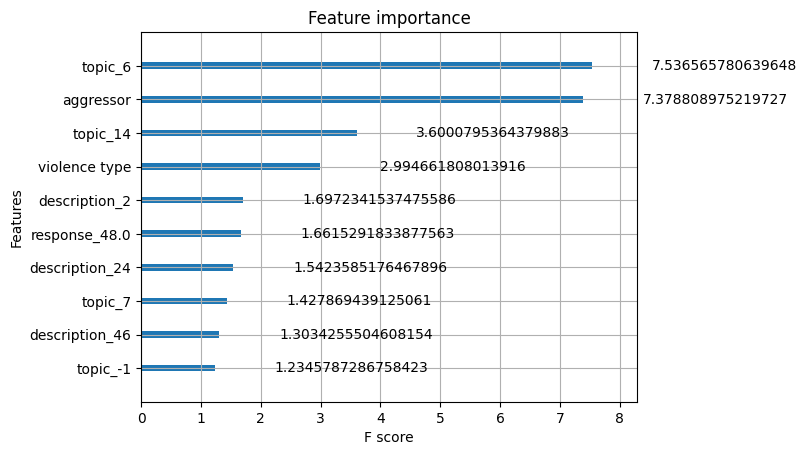 Feature importance
topic_6 7.536565780639648
aggressor 7.378808975219727
topic_14 3.6000795364379883
violence type 2.994661808013916
description_2 1.6972341537475586
response_48.0 1.6615291833877563
description_24 1.5423585176467896
topic_7 1.427869439125061
description_46 1.3034255504608154
topic_-1 1.2345787286758423
Features
0 1 2 3 4 5 6 7 8
F score